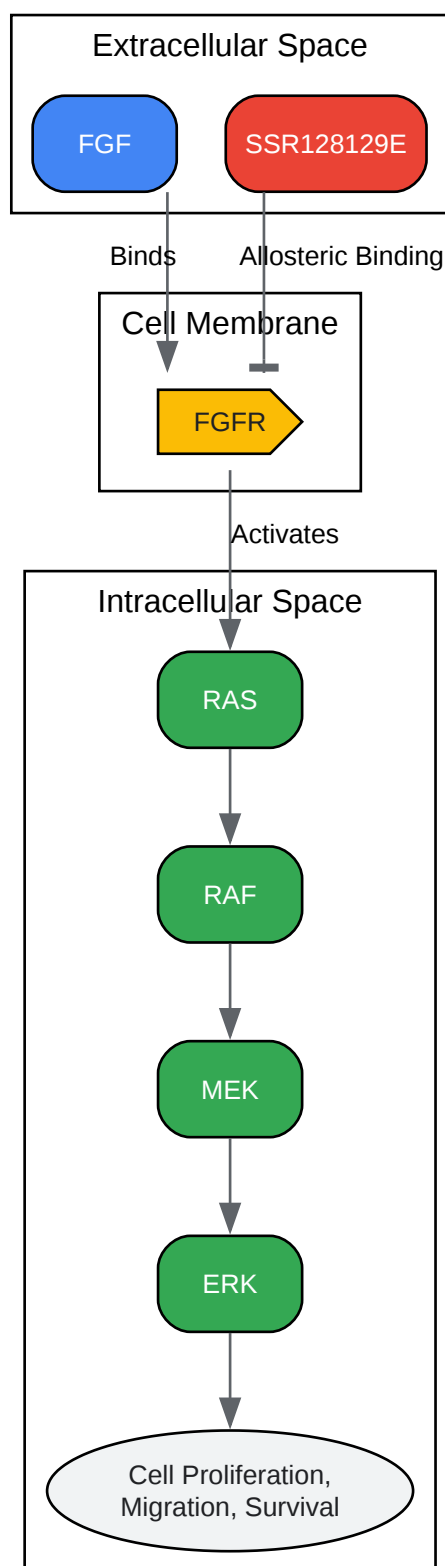 Extracellular Space
FGF
SSR128129E
Binds
Allosteric Binding
Cell Membrane
FGFR
Activates
Intracellular Space
RAS
RAF
MEK
ERK
Cell Proliferation,
Migration, Survival